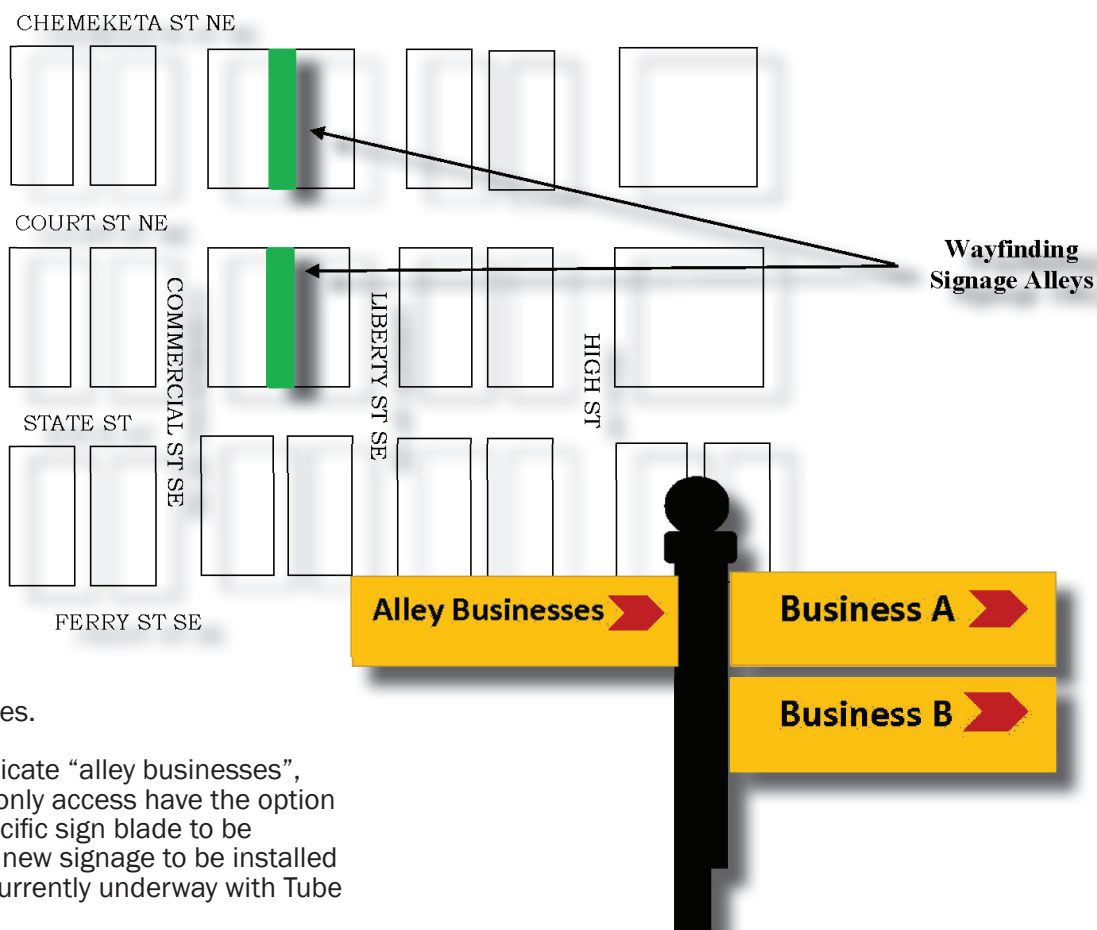 CHEMEKETA ST NE
COURT ST NE
Wayfinding
Signage Alleys
COMMERCIAL ST SE
LIBERTY ST SE
HIGH ST
STATE ST
FERRY ST SE
Alley Businesses
Business A
Business B
es.
icate “alley businesses”,
only access have the option
cific sign blade to be
new signage to be installed
currently underway with Tube